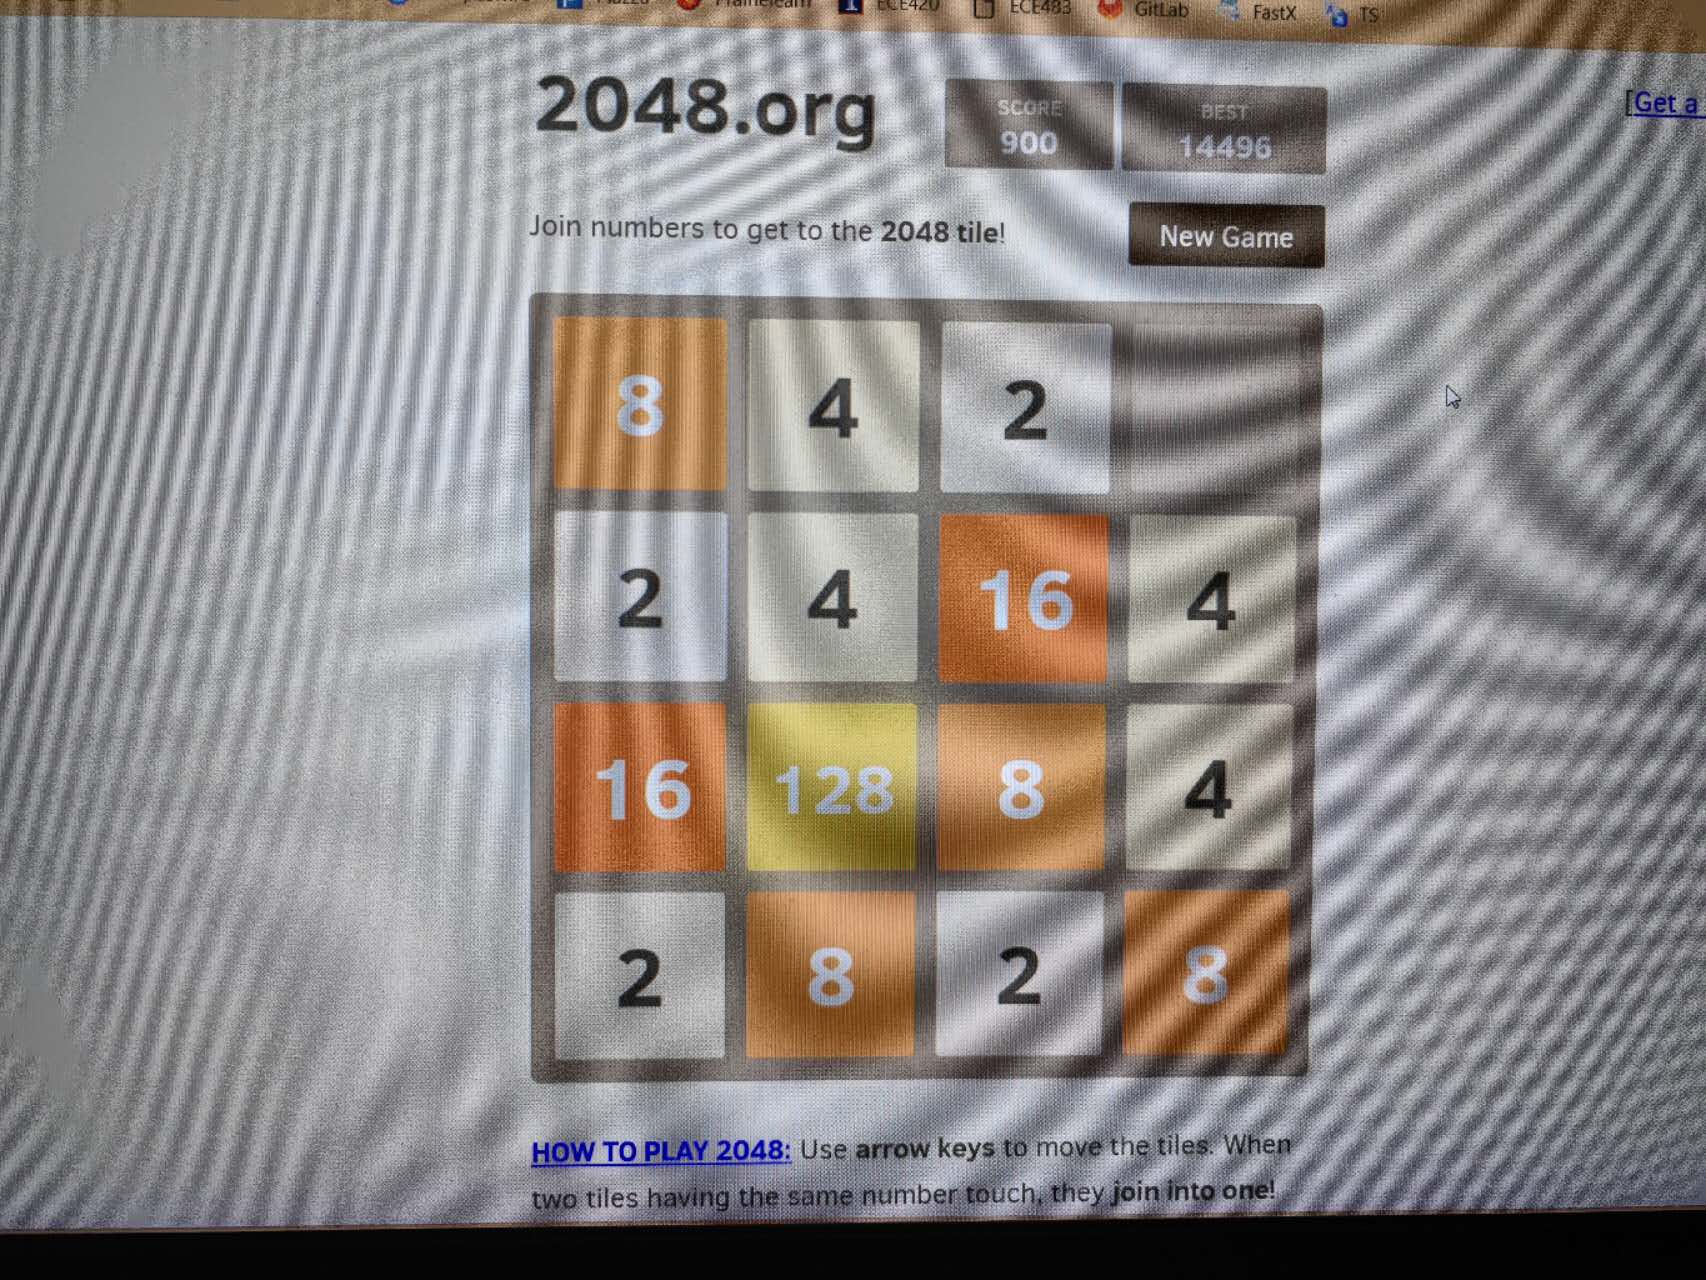 ECE420 ECE483 GitLab FastX TS
2048.org
SCORE
900
BEST
14496
[Get a
Join numbers to get to the 2048 tile!
New Game
8 4 2
2 4 16 4
16 128 8 4
2 8 2 8
HOW TO PLAY 2048: Use arrow keys to move the tiles. When
two tiles having the same number touch, they join into one!